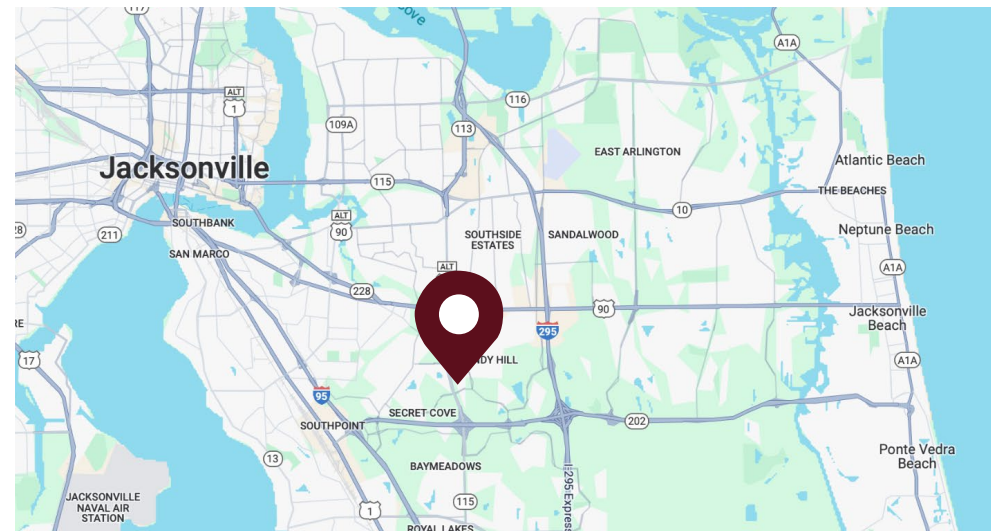 117
Cove
A1A
ALT
1
116
109A
113
EAST ARLINGTON
Jacksonville
Atlantic Beach
115
THE BEACHES
10
ALT
90
SOUTHBANK
211
SOUTHSIDE
ESTATES
SANDALWOOD
Neptune Beach
28
SAN MARCO
ALT
A1A
228
90
Jacksonville
Beach
RE
295
17
NDY HILL
A1A
95
SECRET COVE
202
SOUTHPOINT
13
BAYMEADOWS
Ponte Vedra
Beach
I-295 Express
JACKSONVILLE
NAVAL AIR
STATION
115
1
ROYAL LAKES